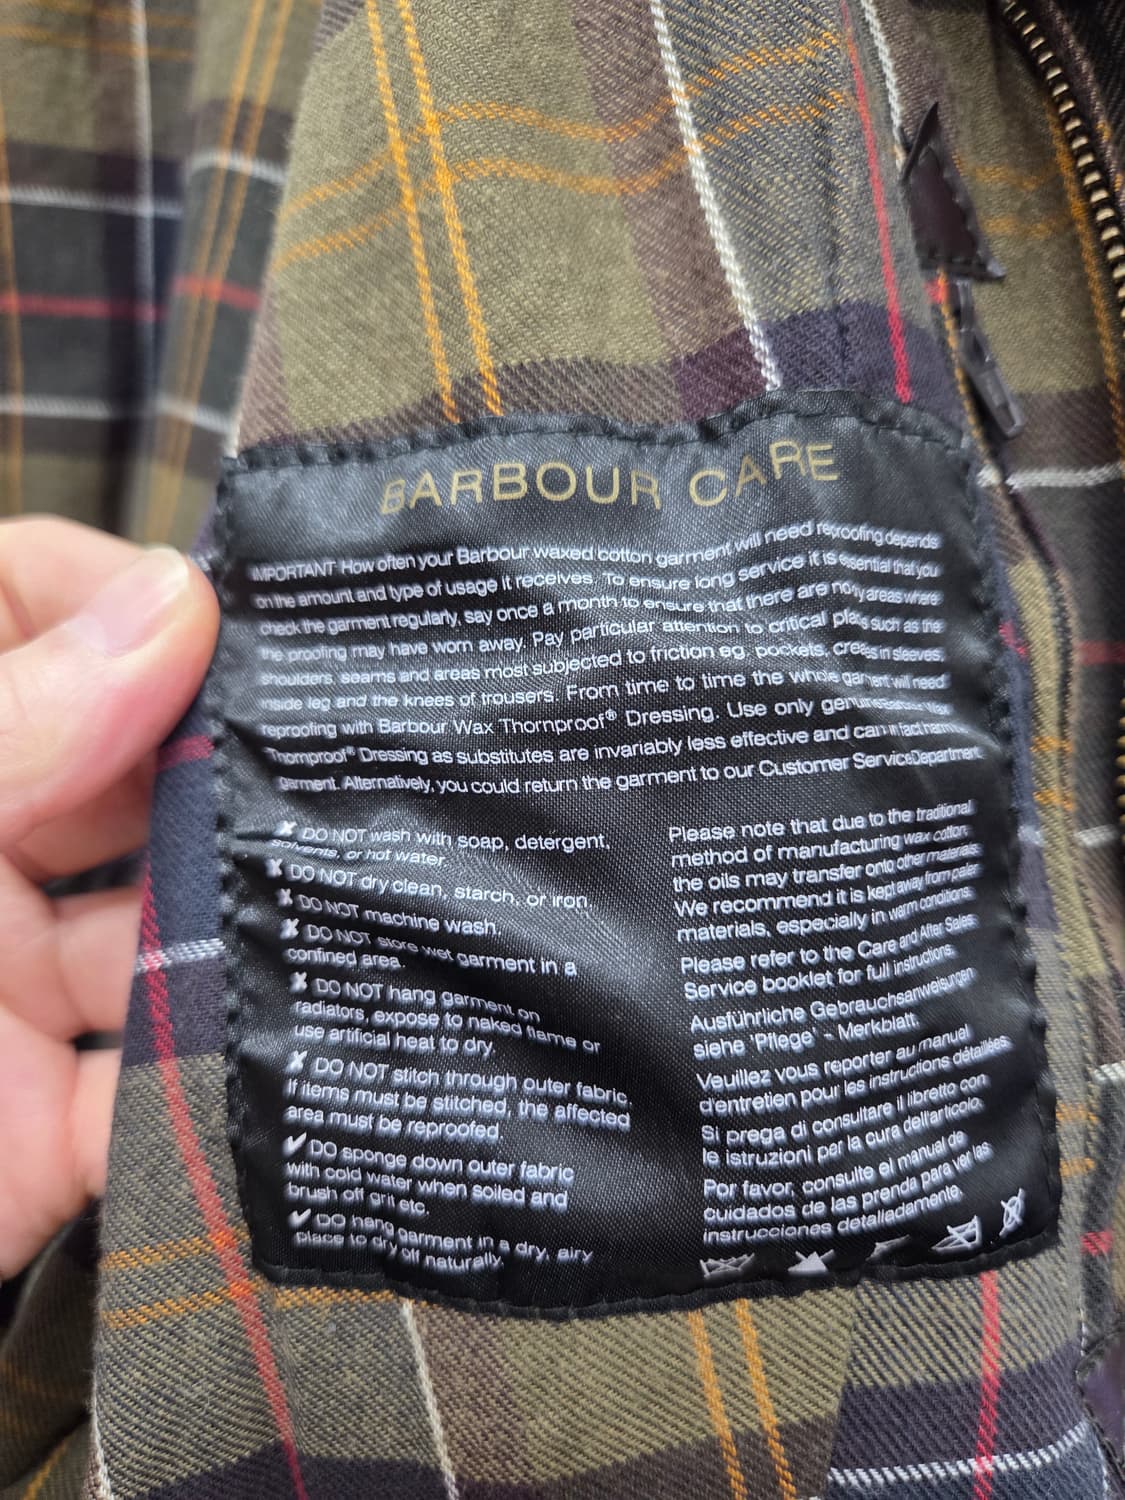 BARBOUR CARE
IMPORTANT How often your Barbour waxed cotton garment will need reproofing depends
on the amount and type of usage it receives. To ensure long service it is essential that you
check the garment regularly, say once a month to ensure that there are no areas where
the proofing may have worn away. Pay particular attention to critical places such as the
shoulders, seams and areas most subjected to friction eg. pockets, creases in sleeves,
inside leg and the knees of trousers. From time to time the whole garment will need
reproofing with Barbour Wax Thornproof® Dressing. Use only genuine
Thornproof® Dressing as substitutes are invariably less effective and can in fact harm
garment. Alternatively, you could return the garment to our Customer Service Department.
✘ DO NOT wash with soap, detergent,
solvents, or hot water.
✘ DO NOT dry clean, starch, or iron.
✘ DO NOT machine wash.
✘ DO NOT store wet garment in a
confined area.
✘ DO NOT hang garment on
radiators, expose to naked flame or
use artificial heat to dry.
✘ DO NOT stitch through outer fabric.
If items must be stitched, the affected
area must be reproofed.
✔ DO sponge down outer fabric
with cold water when soiled and
brush off grit etc.
✔ DO hang garment in a dry, airy
place to dry off naturally.
Please note that due to the traditional
method of manufacturing wax cotton,
the oils may transfer onto other materials.
We recommend it is kept away from paler
materials, especially in warm conditions.
Please refer to the Care and After Sales
Service booklet for full instructions.
Ausführliche Gebrauchsanweisungen
siehe 'Pflege' - Merkblatt.
Veuillez vous reporter au manual
d'entretien pour les instructions détaillées.
Si prega di consultare il libretto con
le istruzioni per la cura dell'articolo.
Por favor, consulte el manual de
cuidados de las prenda para ver las
instrucciones detalladamente.